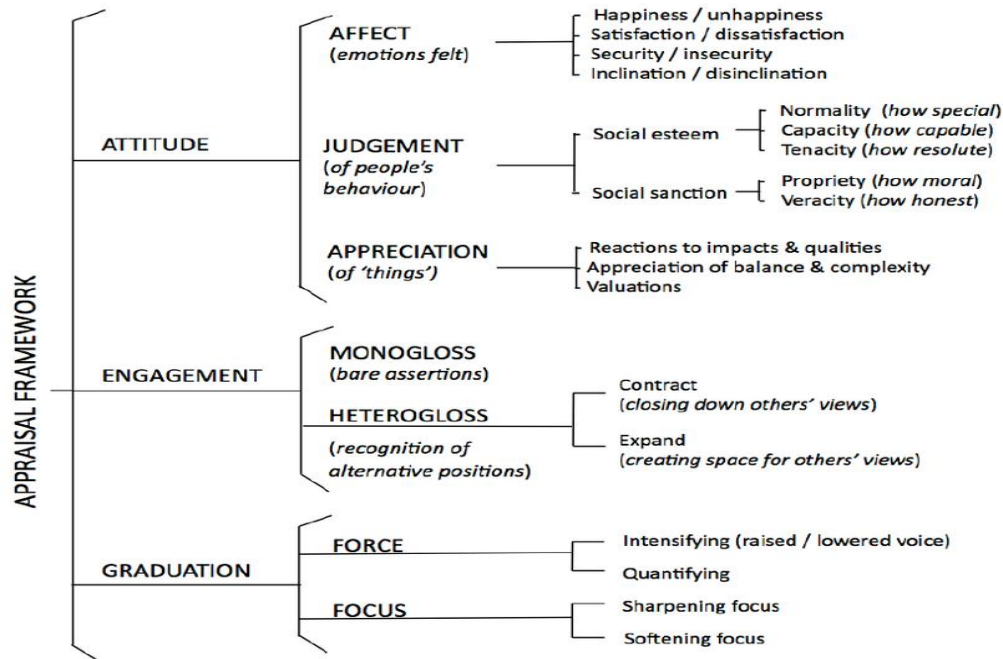 APPRAISAL FRAMEWORK
ATTITUDE
AFFECT
(emotions felt)
Happiness / unhappiness
Satisfaction / dissatisfaction
Security / insecurity
Inclination / disinclination
JUDGEMENT
(of people's
behaviour)
Social esteem
Normality (how special)
Capacity (how capable)
Tenacity (how resolute)
Social sanction
Propriety (how moral)
Veracity (how honest)
APPRECIATION
(of 'things')
Reactions to impacts & qualities
Appreciation of balance & complexity
Valuations
ENGAGEMENT
MONOGLOSS
(bare assertions)
HETEROGLOSS
(recognition of
alternative positions)
Contract
(closing down others' views)
Expand
(creating space for others' views)
GRADUATION
FORCE
Intensifying (raised / lowered voice)
Quantifying
FOCUS
Sharpening focus
Softening focus